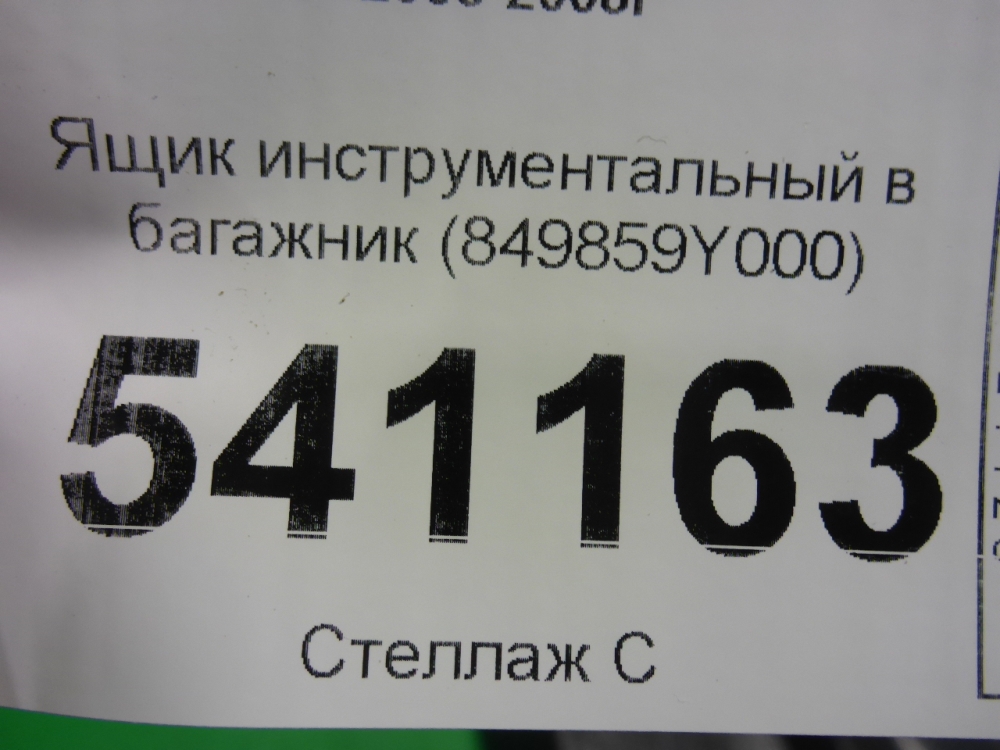 Ящик инструментальный в
багажник (849859Y000)
541163
Стеллаж С